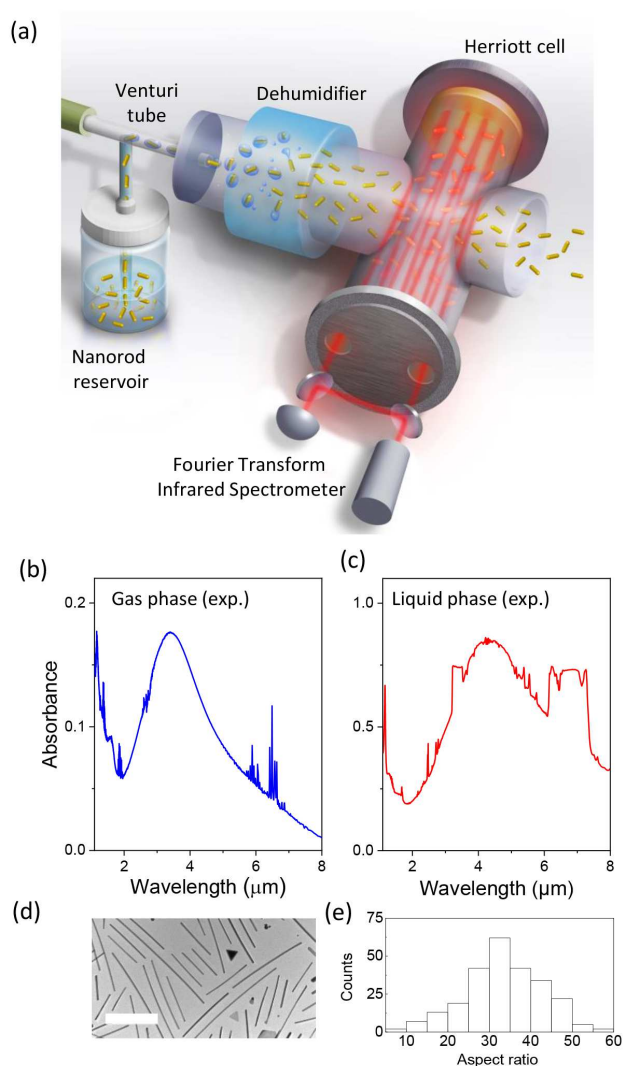 (a)
Herriott cell
Venturi
tube
Dehumidifier
Nanorod
reservoir
Fourier Transform
Infrared Spectrometer
(b)
Gas phase (exp.)
0.2
0.1
0.0
Absorbance
2
4
6
8
Wavelength (μm)
(c)
Liquid phase (exp.)
1.0
0.5
0.0
2
4
6
8
Wavelength (μm)
(d)
(e)
75
50
25
0
Counts
10
20
30
40
50
60
Aspect ratio